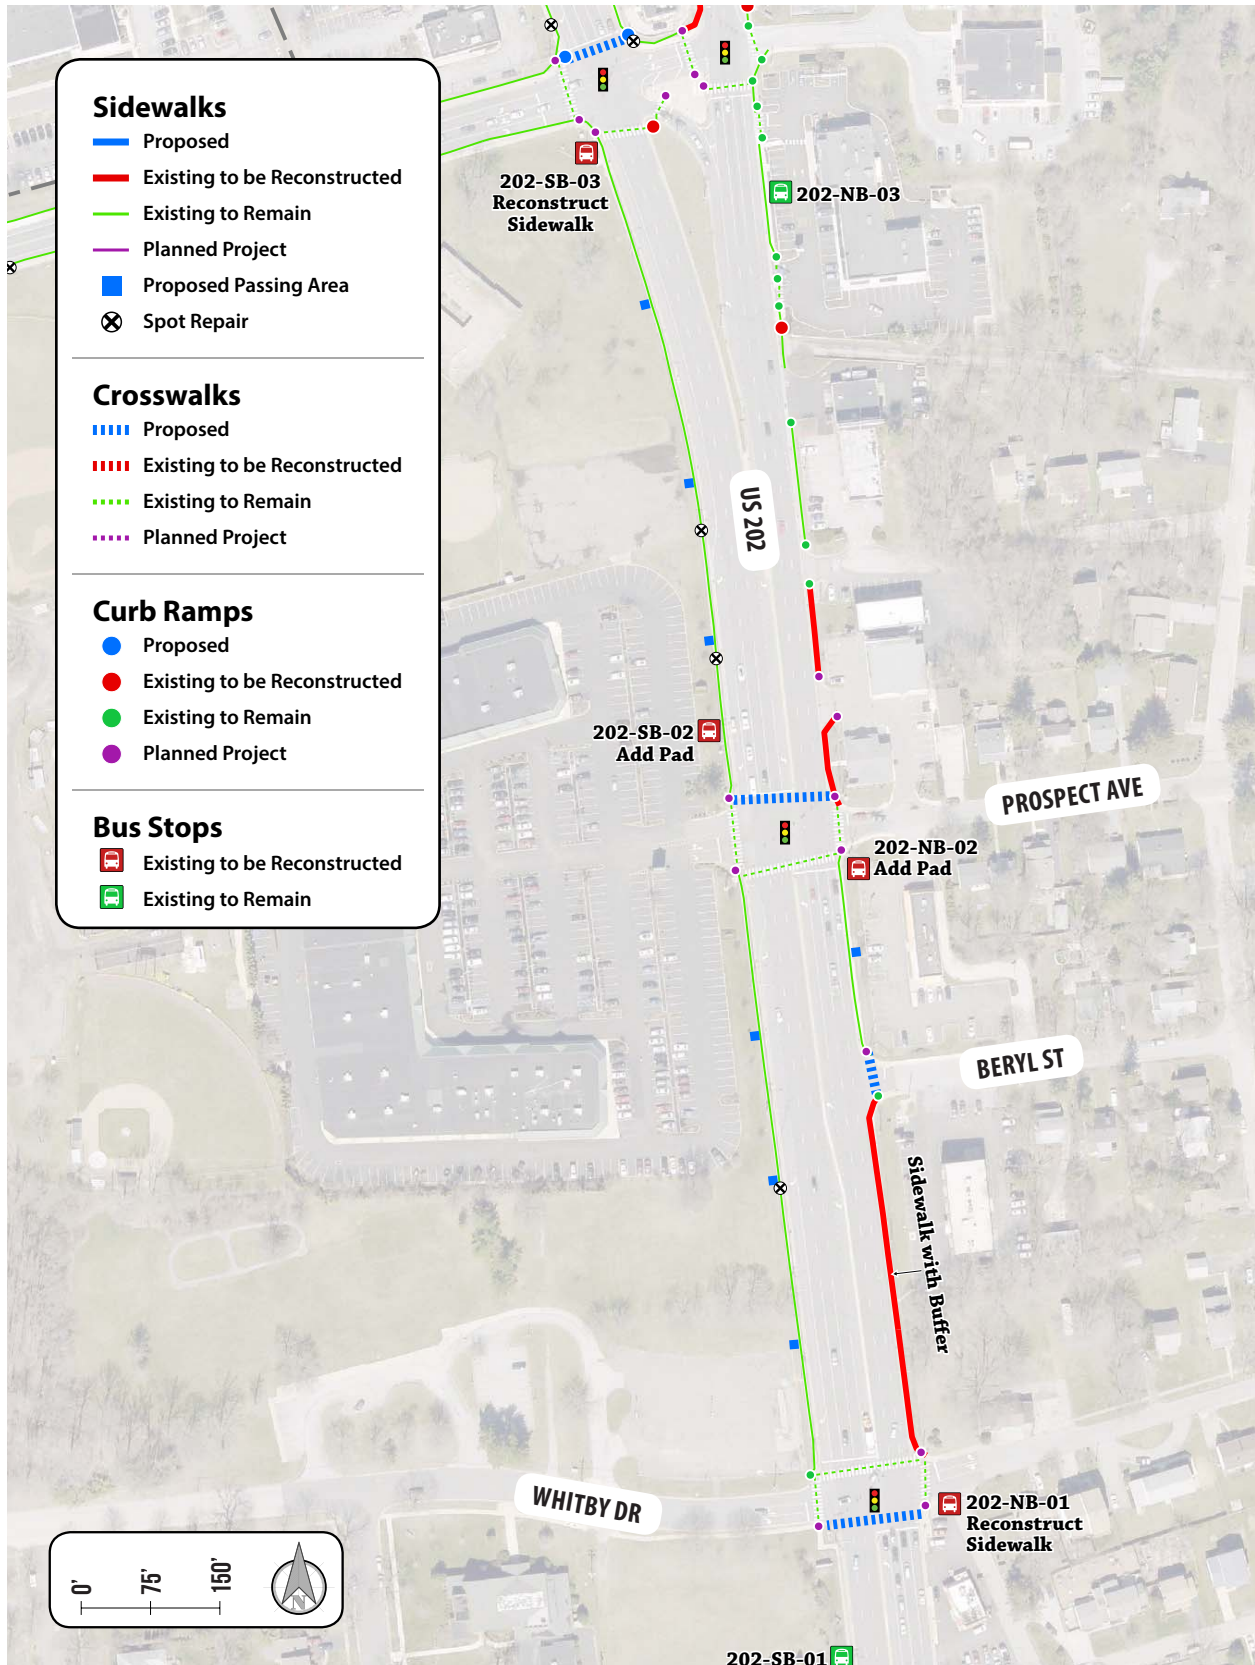 Sidewalks
Proposed
Existing to be Reconstructed
Existing to Remain
Planned Project
Proposed Passing Area
Spot Repair
Crosswalks
Proposed
Existing to be Reconstructed
Existing to Remain
Planned Project
Curb Ramps
Proposed
Existing to be Reconstructed
Existing to Remain
Planned Project
Bus Stops
Existing to be Reconstructed
Existing to Remain
202-SB-03
Reconstruct
Sidewalk
202-NB-03
US 202
202-SB-02
Add Pad
PROSPECT AVE
202-NB-02
Add Pad
BERYL ST
Sidewalk with Buffer
WHITBY DR
202-NB-01
Reconstruct
Sidewalk
0' 75' 150'
N
202-SB-01